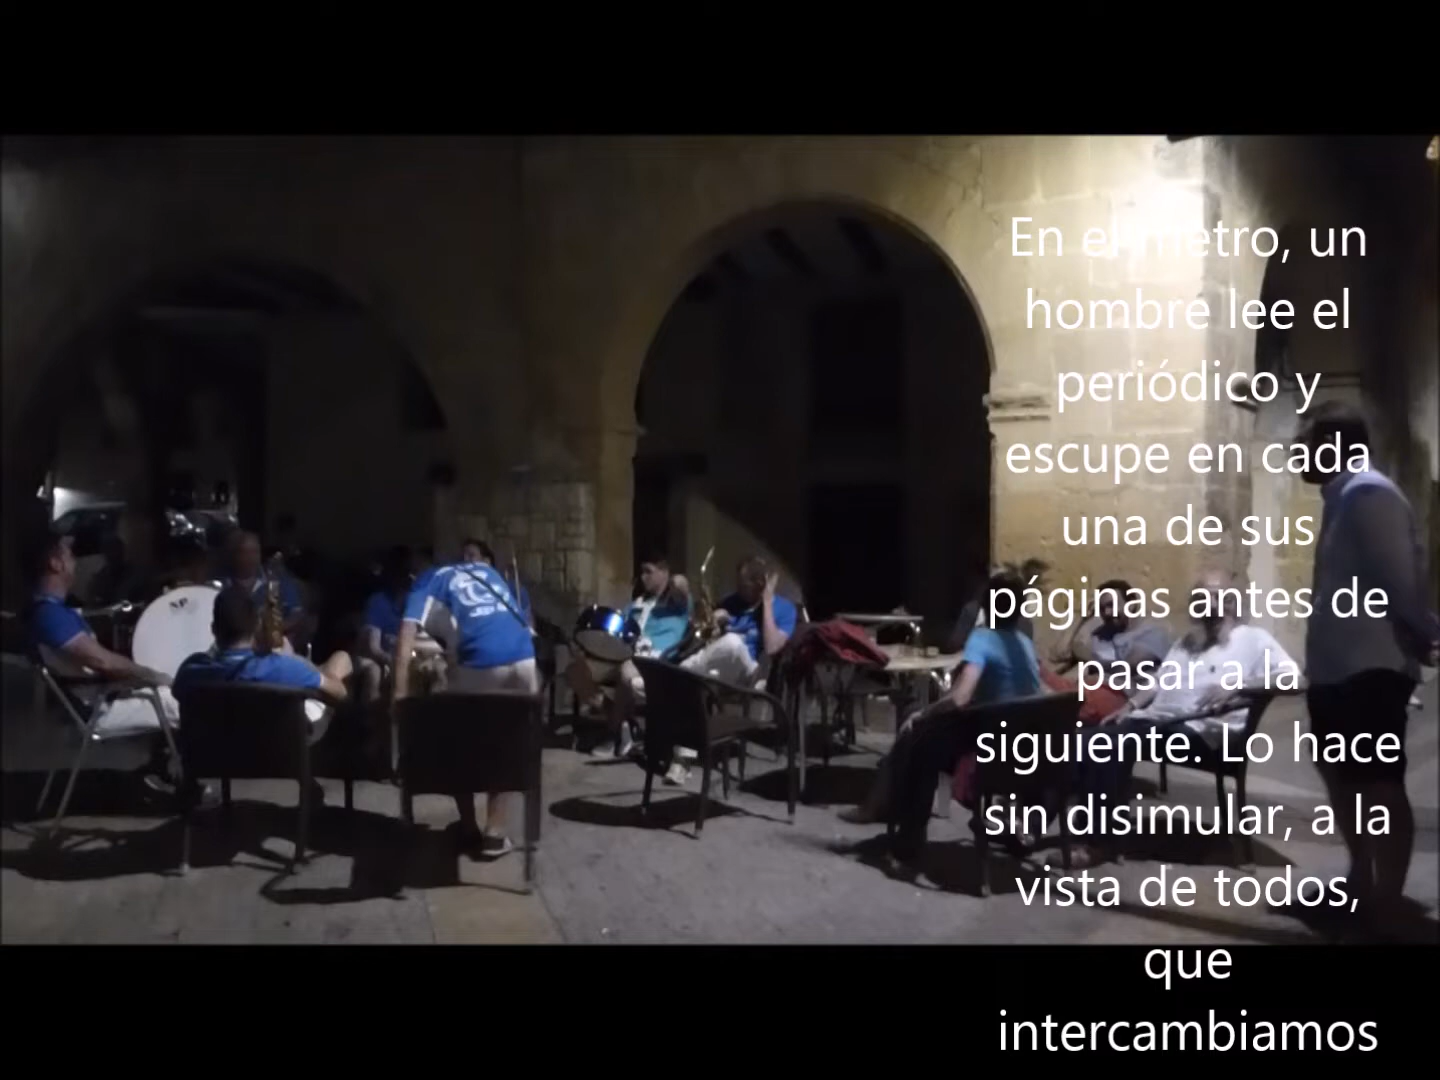 En el metro, un
hombre lee el
periódico y
escupe en cada
una de sus
páginas antes de
pasar a la
siguiente. Lo hace
sin disimular, a la
vista de todos,
que
intercambiamos